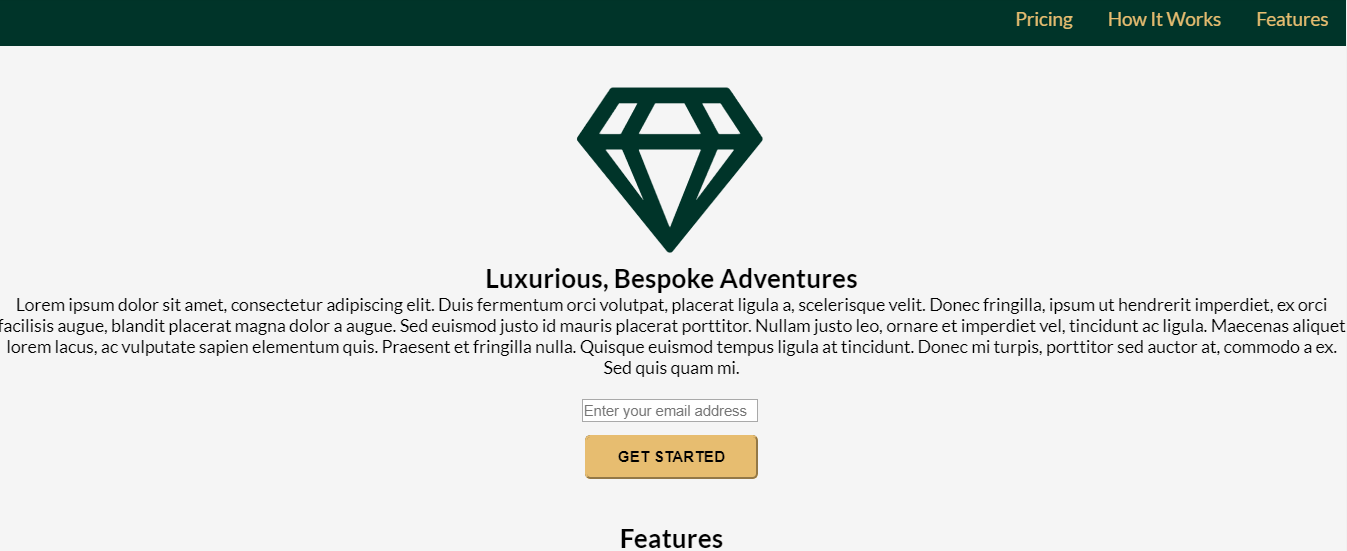 Pricing How It Works Features
Luxurious, Bespoke Adventures
Lorem ipsum dolor sit amet, consectetur adipiscing elit. Duis fermentum orci volutpat, placerat ligula a, scelerisque velit. Donec fringilla, ipsum ut hendrerit imperdiet, ex orci
facilisis augue, blandit placerat magna dolor a augue. Sed euismod justo id mauris placerat porttitor. Nullam justo leo, ornare et imperdiet vel, tincidunt ac ligula. Maecenas aliquet
lorem lacus, ac vulputate sapien elementum quis. Praesent et fringilla nulla. Quisque euismod tempus ligula at tincidunt. Donec mi turpis, porttitor sed auctor at, commodo a ex.
Sed quis quam mi.
Enter your email address
GET STARTED
Features